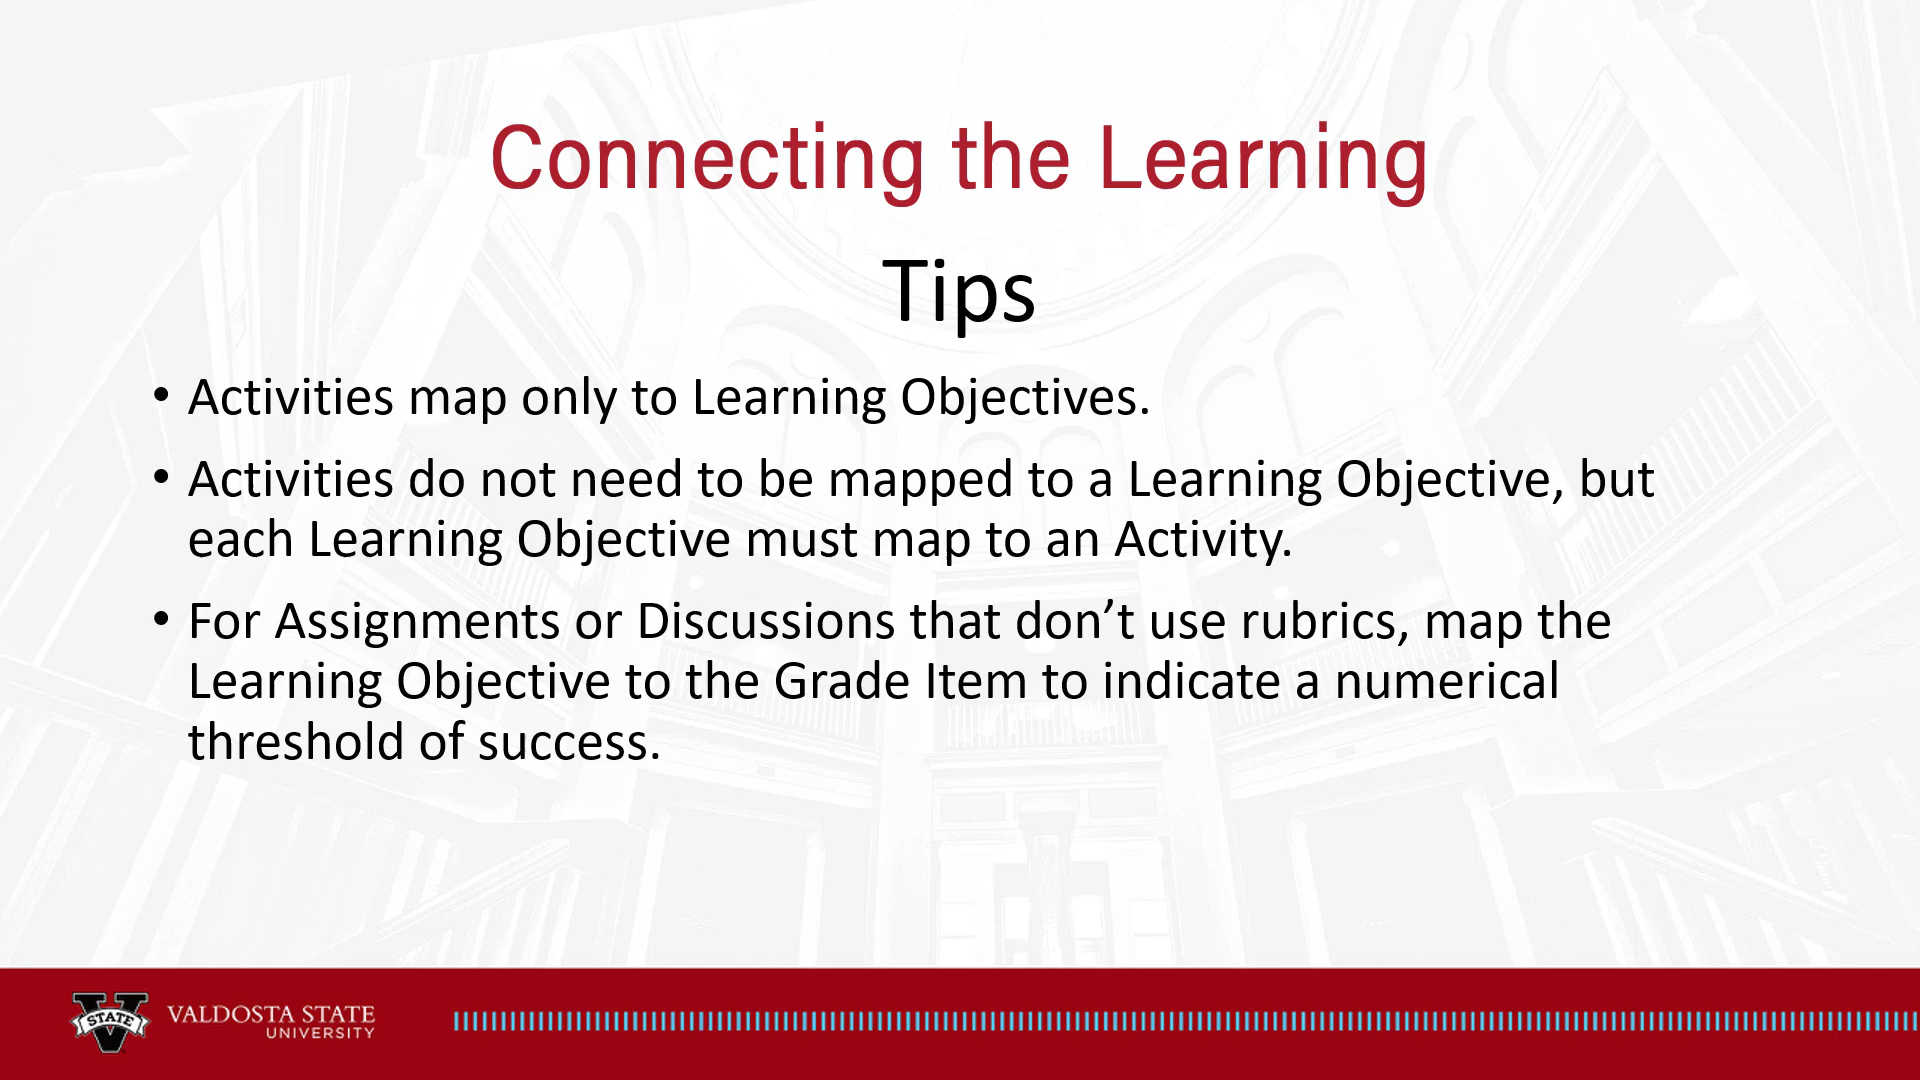 Connecting the Learning
Tips
• Activities map only to Learning Objectives.
• Activities do not need to be mapped to a Learning Objective, but
each Learning Objective must map to an Activity.
• For Assignments or Discussions that don’t use rubrics, map the
Learning Objective to the Grade Item to indicate a numerical
threshold of success.
STATE
VALDOSTA STATE
UNIVERSITY